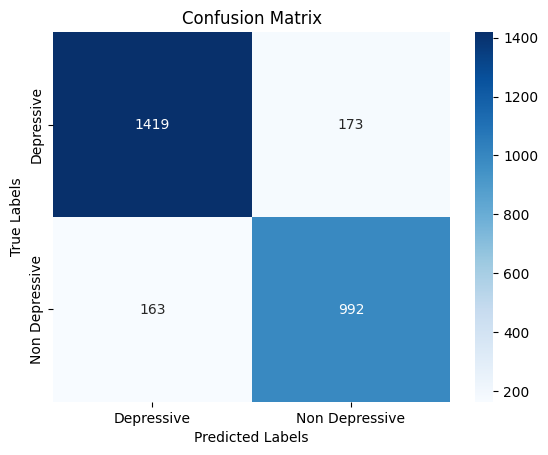 Confusion Matrix
True Labels
Depressive
Non Depressive
1419
173
163
992
Depressive
Non Depressive
Predicted Labels
1400
1200
1000
800
600
400
200